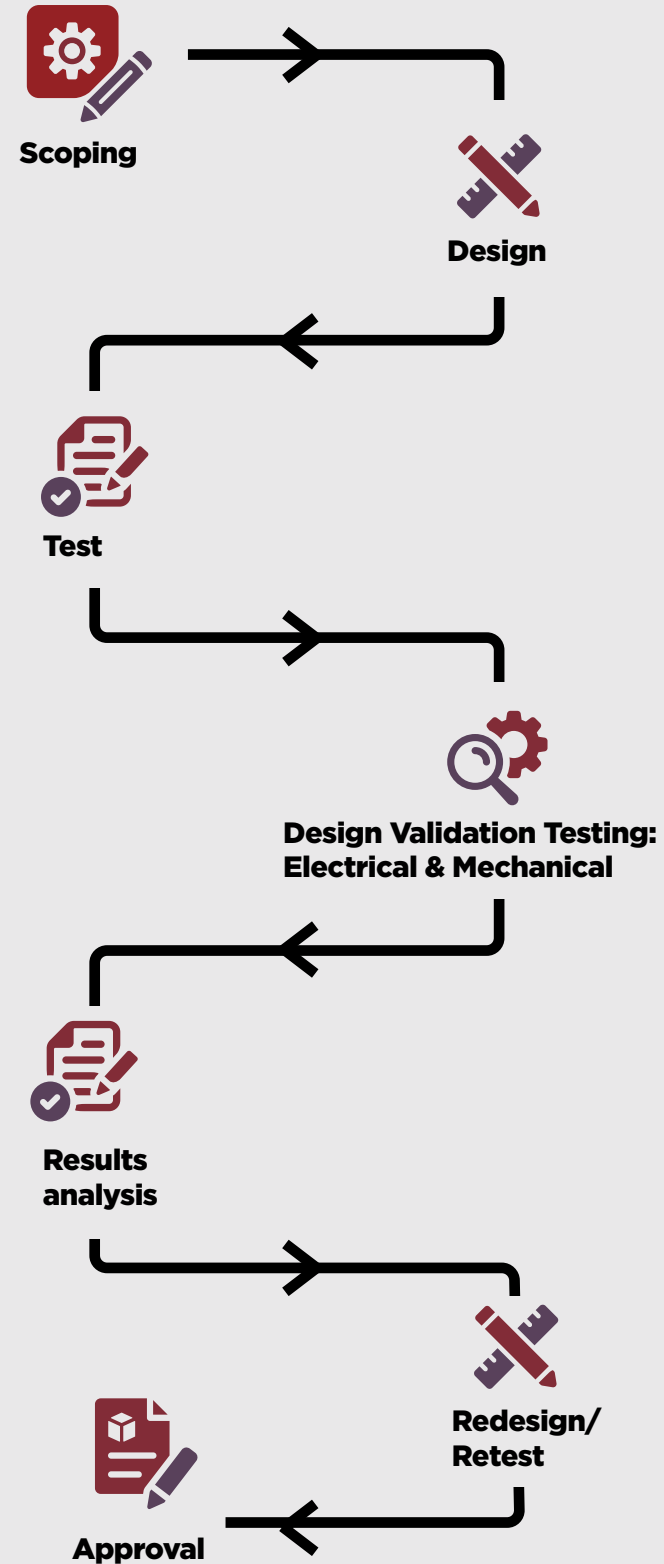 Scoping
Design
Test
Design Validation Testing:
Electrical & Mechanical
Results
analysis
Redesign/
Retest
Approval